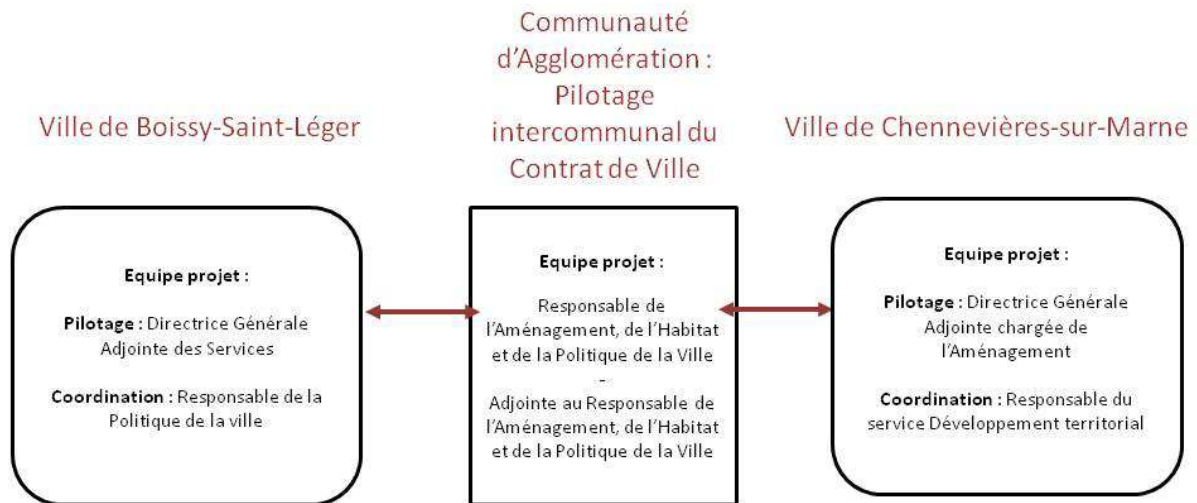 Ville de Boissy-Saint-Léger
Communauté
d'Agglomération :
Pilotage
intercommunal du
Contrat de Ville
Ville de Chennevières-sur-Marne
Equipe projet :
Pilotage : Directrice Générale
Adjointe des Services
Coordination : Responsable de la
Politique de la ville
Equipe projet :
Responsable de
l'Aménagement, de l'Habitat
et de la Politique de la Ville
-
Adjointe au Responsable de
l'Aménagement, de l'Habitat
et de la Politique de la Ville
Equipe projet :
Pilotage : Directrice Générale
Adjointe chargée de
l'Aménagement
Coordination : Responsable du
service Développement territorial